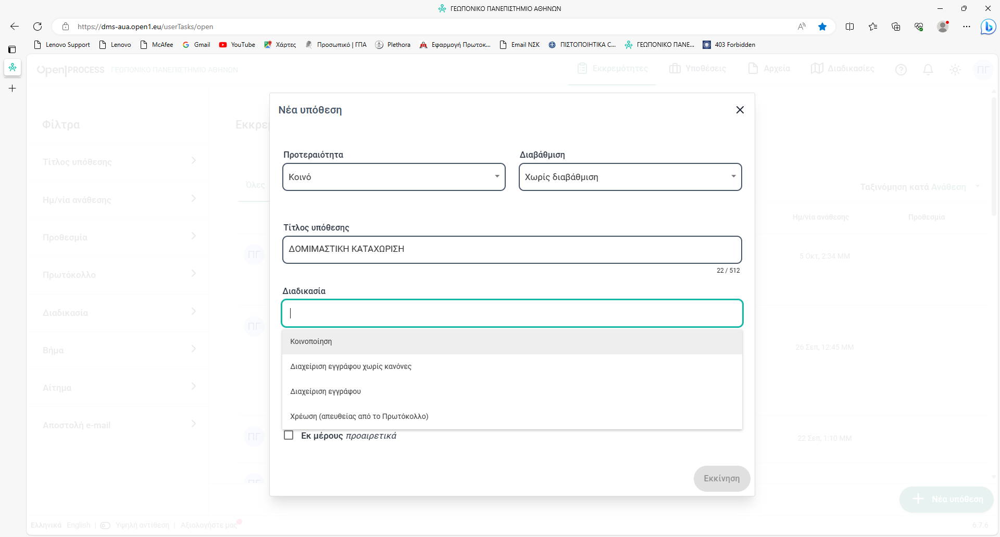 ΓΕΩΠΟΝΙΚΟ ΠΑΝΕΠΙΣΤΗΜΙΟ ΑΘΗΝΩΝ
https://dms-aua.open1.eu/userTasks/open
Lenovo Support Lenovo McAfee Gmail YouTube Χάρτες Προσωπικό | ΓΠΑ Plethora Εφαρμογή Πρωτοκ... Email ΝΣΚ ΠΙΣΤΟΠΟΙΗΤΙΚΑ C... ΓΕΩΠΟΝΙΚΟ ΠΑΝΕ... 403 Forbidden
Open|PROCESS ΓΕΩΠΟΝΙΚΟ ΠΑΝΕΠΙΣΤΗΜΙΟ ΑΘΗΝΩΝ Εκκρεμότητες Υποθέσεις Αρχεία Διαδικασίες ΠΓ
Νέα υπόθεση
Φίλτρα Εκκρε
Προτεραιότητα Διαβάθμιση
Τίτλος υπόθεσης
Κοινό Χωρίς διαβάθμιση
Όλες Ταξινόμηση κατά Ανάθεση
Ημ/νία ανάθεσης
Ημ/νία ανάθεσης Προθεσμία
Τίτλος υπόθεσης
Προθεσμία
ΔΟΜΙΜΑΣΤΙΚΗ ΚΑΤΑΧΩΡΙΣΗ
ΠΓ 5 Οκτ, 2:34 ΜΜ
22 / 512
Πρωτόκολλο
Διαδικασία
Διαδικασία
ΠΓ
Κοινοποίηση
26 Σεπ, 12:45 ΜΜ
Βήμα
Διαχείριση εγγράφου χωρίς κανόνες
Αίτημα
Διαχείριση εγγράφου
Χρέωση (απευθείας από το Πρωτόκολλο)
Αποστολή e-mail
Εκ μέρους προαιρετικά
ΠΓ 22 Σεπ, 1:10 ΜΜ
Εκκίνηση
ΠΓ
Νέα υπόθεση
Ελληνικά English | Υψηλή αντίθεση | Αξιολογήστε μας 6.7.6